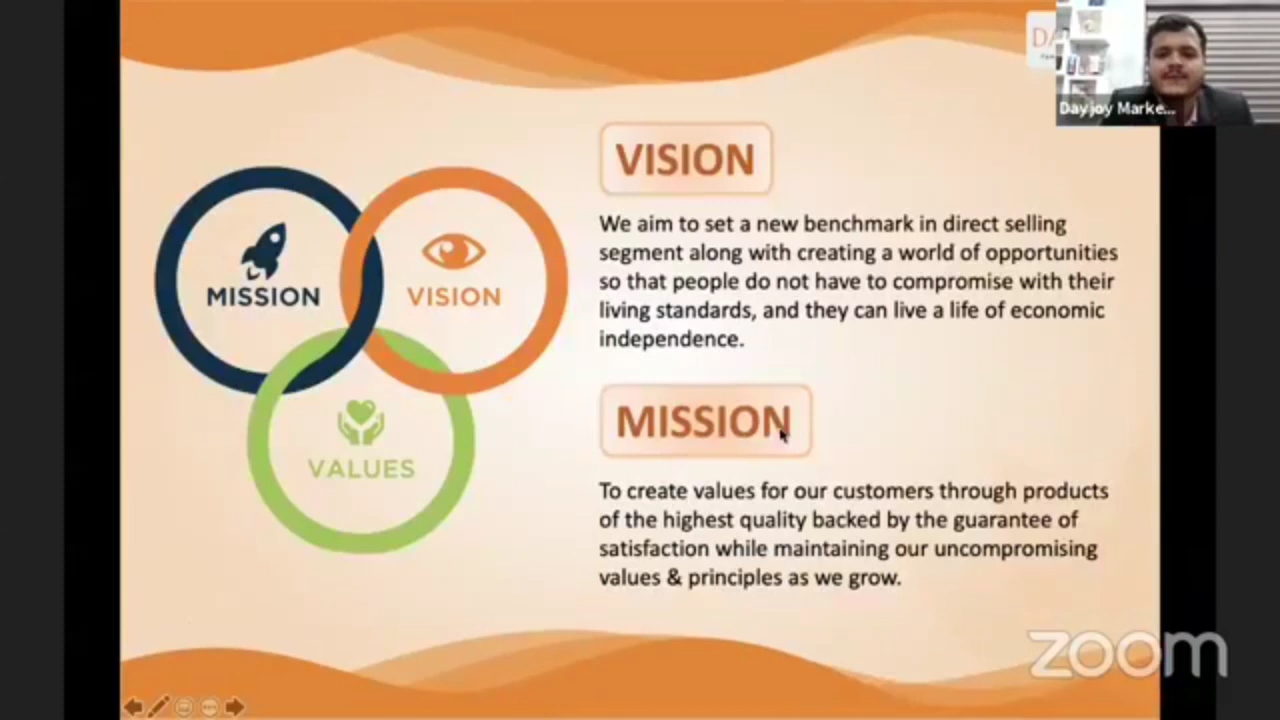 DA
Dayjoy Marke...
VISION
We aim to set a new benchmark in direct selling
segment along with creating a world of opportunities
so that people do not have to compromise with their
living standards, and they can live a life of economic
independence.
MISSION
To create values for our customers through products
of the highest quality backed by the guarantee of
satisfaction while maintaining our uncompromising
values & principles as we grow.
MISSION
VISION
VALUES
zoom